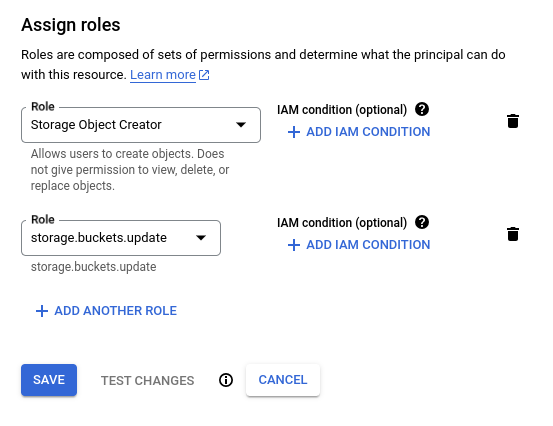 Assign roles
Roles are composed of sets of permissions and determine what the principal can do
with this resource. Learn more
Role
Storage Object Creator
Allows users to create objects. Does
not give permission to view, delete, or
replace objects.
IAM condition (optional)
ADD IAM CONDITION
Role
storage.buckets.update
storage.buckets.update
IAM condition (optional)
ADD IAM CONDITION
ADD ANOTHER ROLE
SAVE TEST CHANGES CANCEL